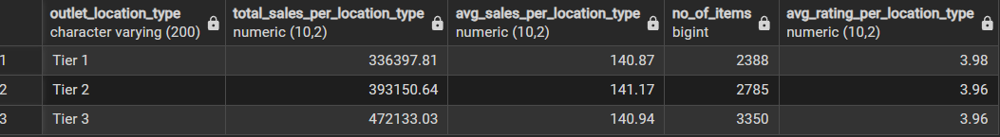 outlet_location_type total_sales_per_location_type avg_sales_per_location_type no_of_items avg_rating_per_location_type
character varying (200) numeric (10,2) numeric (10,2) bigint numeric (10,2)
1 Tier 1 336397.81 140.87 2388 3.98
2 Tier 2 393150.64 141.17 2785 3.96
3 Tier 3 472133.03 140.94 3350 3.96